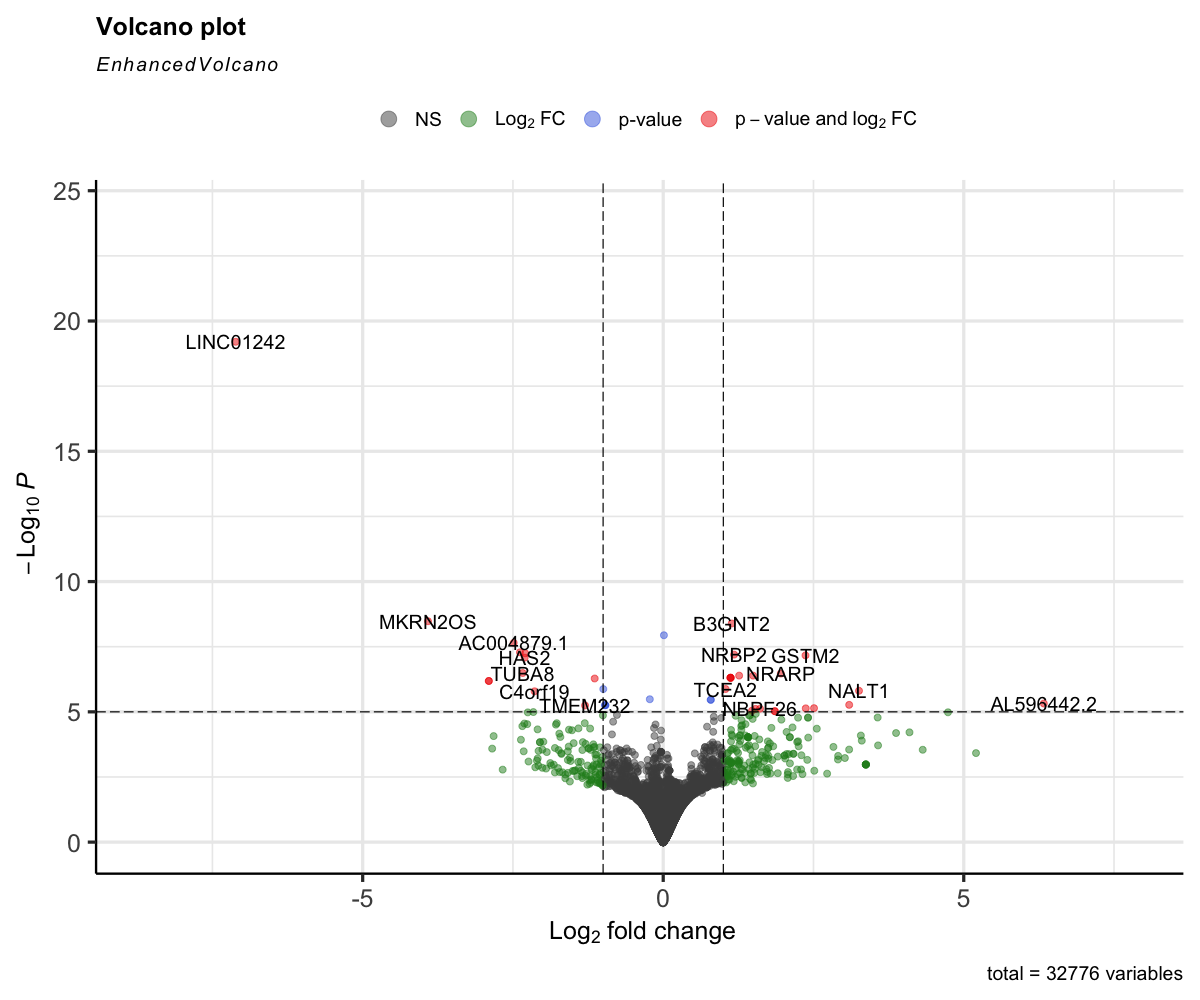 Volcano plot
EnhancedVolcano
NS Log2 FC p-value p − value and log2 FC
25
20
15
10
5
0
−Log10 P
LINC01242
MKRN2OS
B3GNT2
AC004879.1
HAS2
NRBP2
GSTM2
TUBA8
NRARP
C4orf19
TCEA2
NALT1
TMEM232
NBPF26
AL596442.2
-5 0 5
Log2 fold change
total = 32776 variables